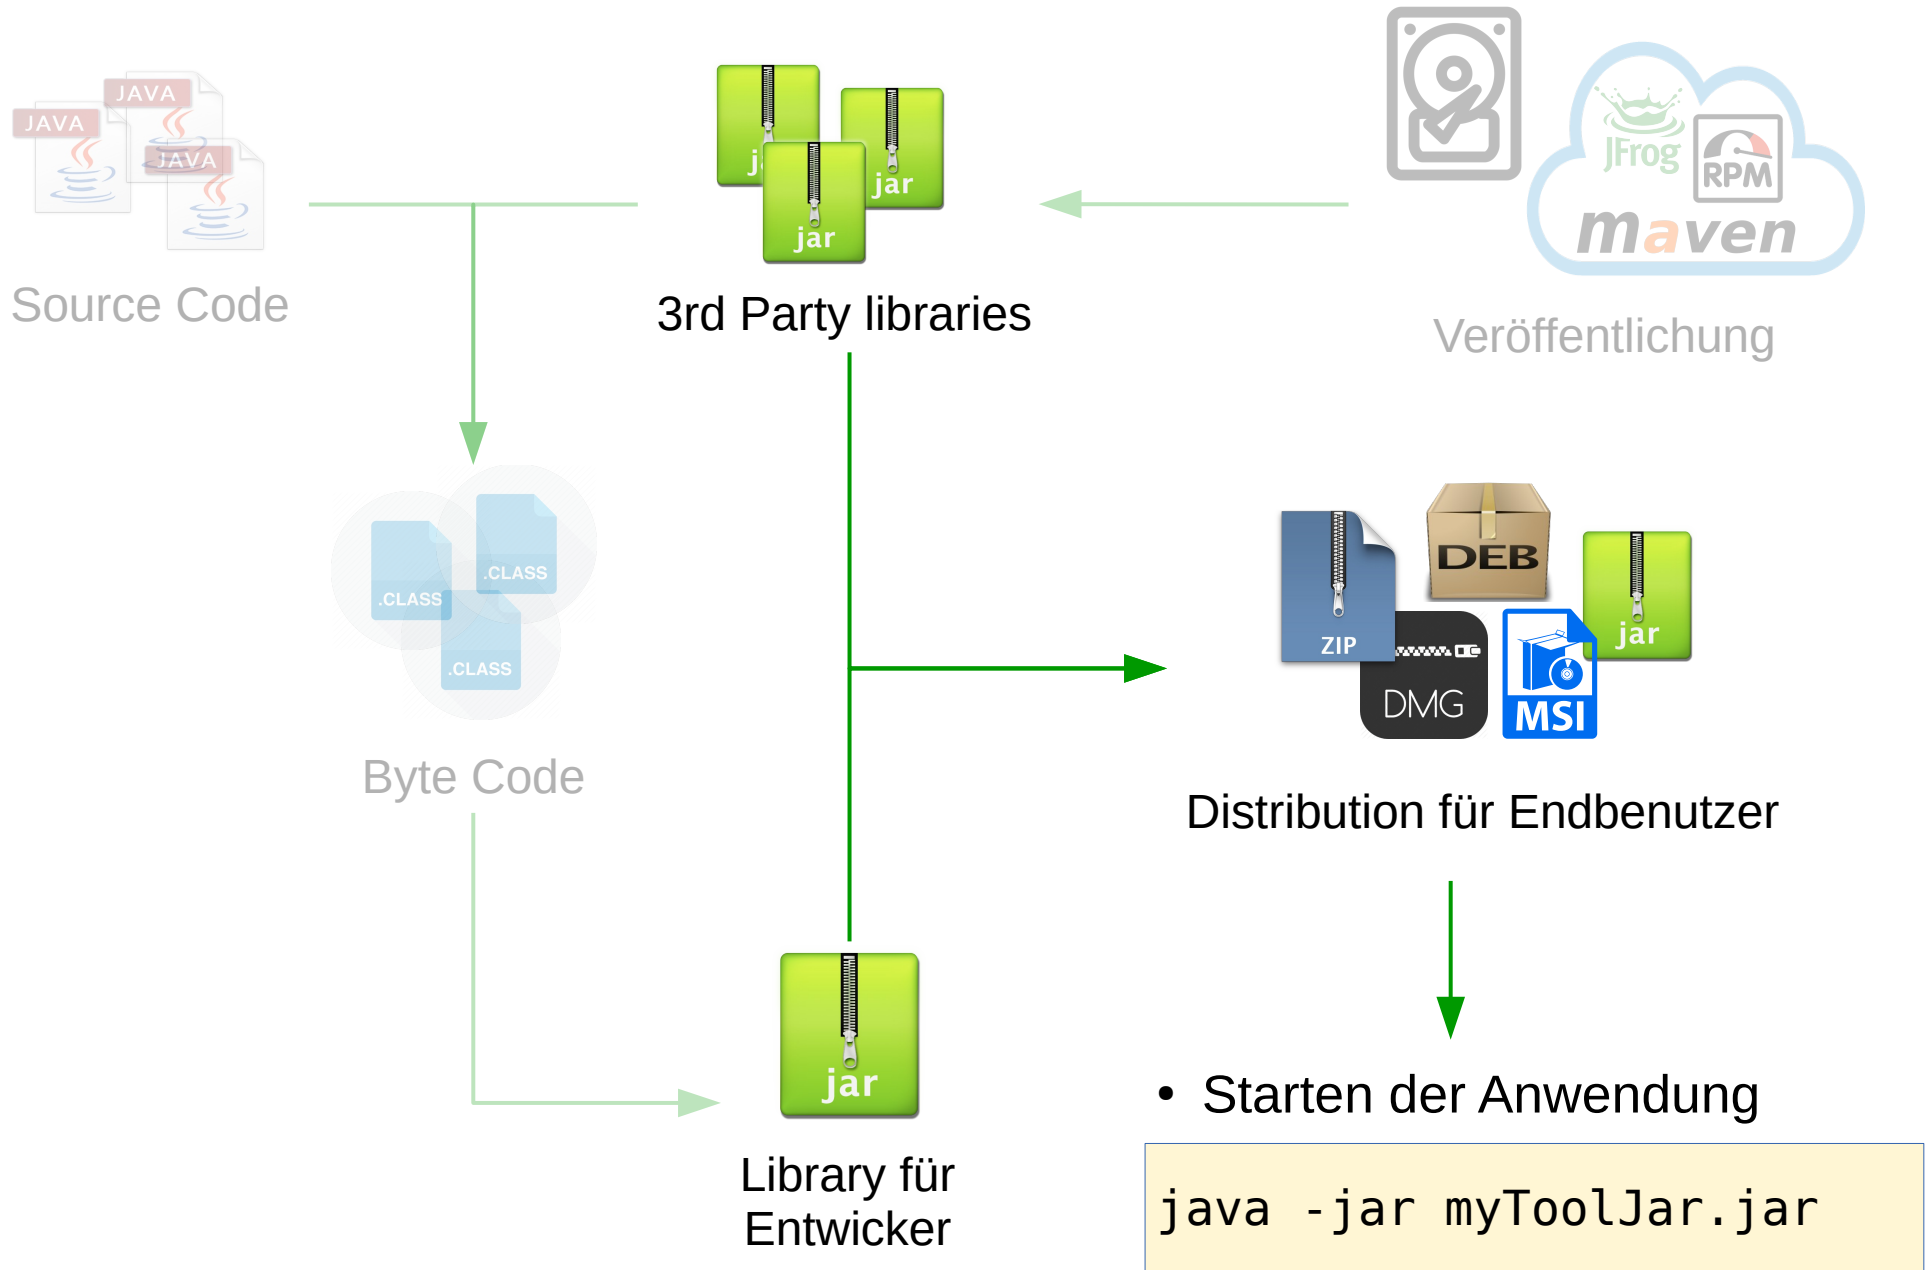 JAVA
JAVA
JAVA
Source Code
jar
jar
jar
3rd Party libraries
JFrog
RPM
maven
Veröffentlichung
.CLASS
.CLASS
.CLASS
Byte Code
ZIP
DEB
jar
DMG
MSI
Distribution für Endbenutzer
jar
Library für
Entwicker
• Starten der Anwendung
java -jar myToolJar.jar